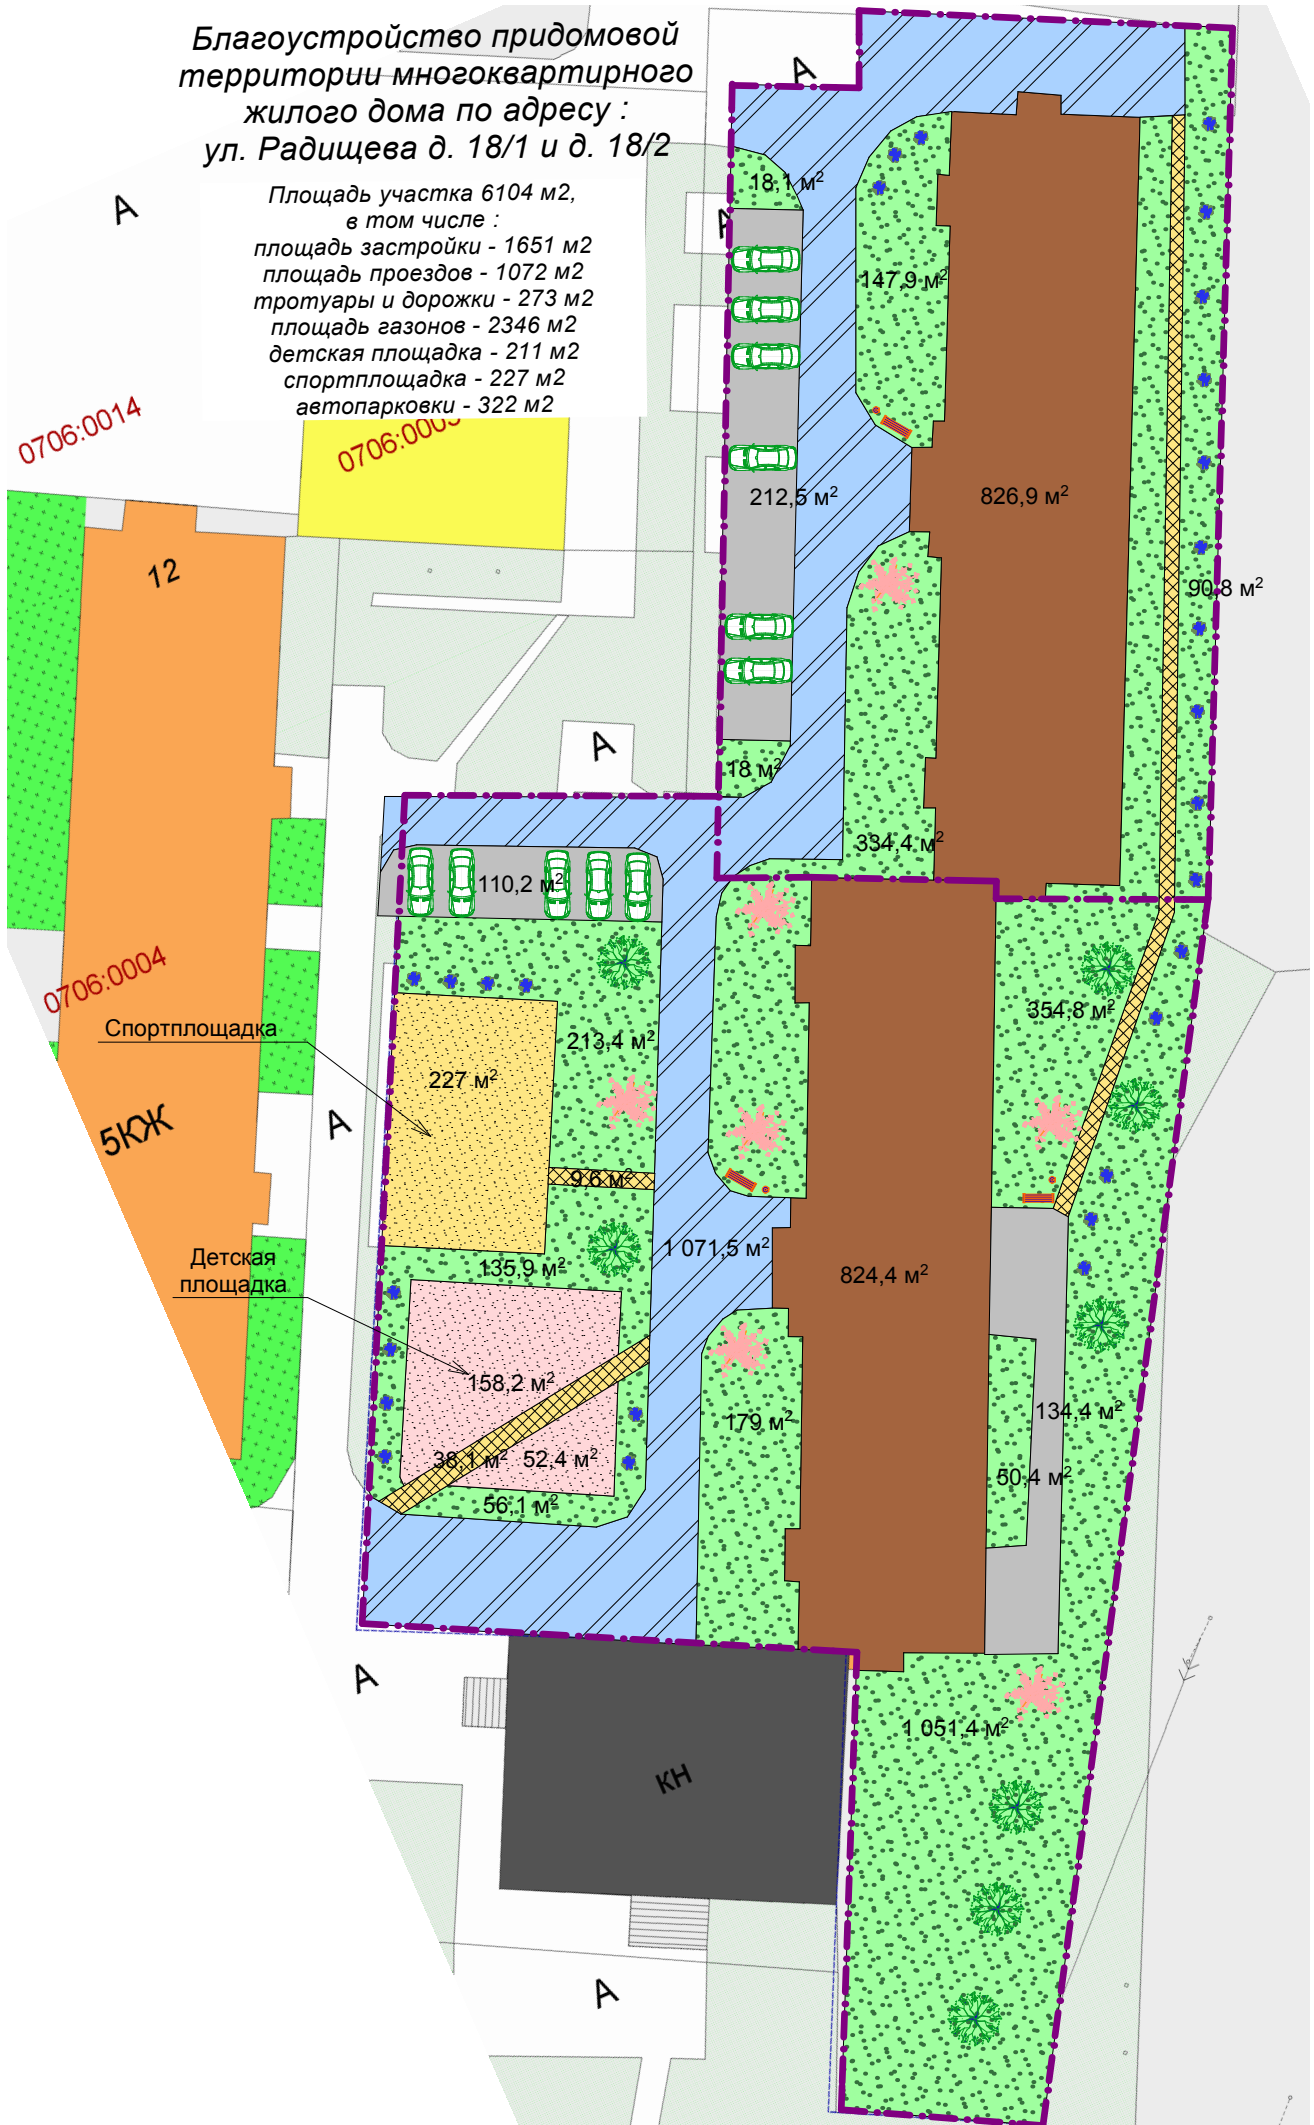 Благоустройство придомовой
территории многоквартирного
жилого дома по адресу :
ул. Радищева д. 18/1 и д. 18/2
Площадь участка 6104 м2,
в том числе :
площадь застройки - 1651 м2
площадь проездов - 1072 м2
тротуары и дорожки - 273 м2
площадь газонов - 2346 м2
детская площадка - 211 м2
спортплощадка - 227 м2
автопарковки - 322 м2
А
А
А
18,1 м²
147,9 м²
0706:0014
212,5 м²
826,9 м²
12
90,8 м²
А
18 м²
334,4 м²
110,2 м²
0706:0004
Спортплощадка
213,4 м²
354,8 м²
227 м²
5КЖ
А
9,6 м²
1 071,5 м²
Детская
площадка
135,9 м²
824,4 м²
158,2 м²
179 м²
134,4 м²
38,1 м²
52,4 м²
50,4 м²
56,1 м²
А
1 051,4 м²
КН
А